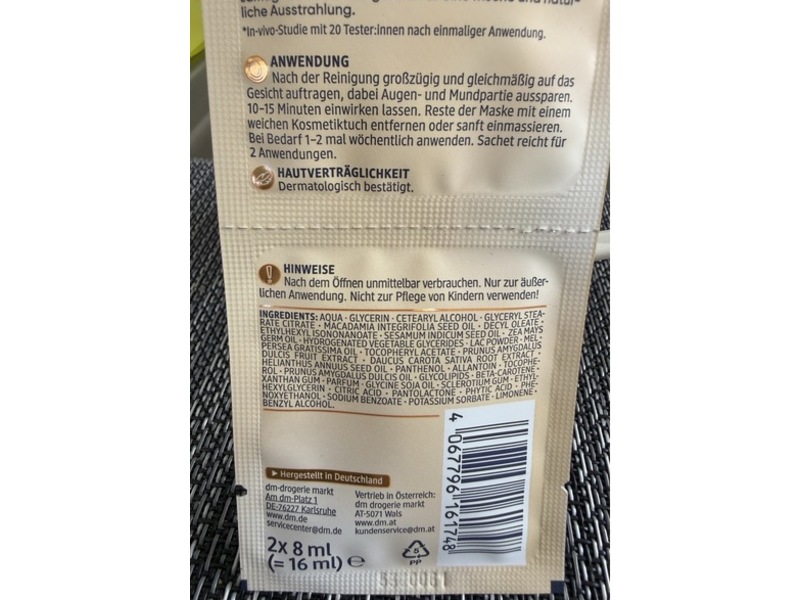 liche Ausstrahlung.
*In-vivo-Studie mit 20 Tester:innen nach einmaliger Anwendung.
ANWENDUNG
Nach der Reinigung großzügig und gleichmäßig auf das
Gesicht auftragen, dabei Augen- und Mundpartie aussparen.
10–15 Minuten einwirken lassen. Reste der Maske mit einem
weichen Kosmetiktuch entfernen oder sanft einmassieren.
Bei Bedarf 1–2 mal wöchentlich anwenden. Sachet reicht für
2 Anwendungen.
HAUTVERTRÄGLICHKEIT
Dermatologisch bestätigt.
HINWEISE
Nach dem Öffnen unmittelbar verbrauchen. Nur zur äußer-
lichen Anwendung. Nicht zur Pflege von Kindern verwenden!
INGREDIENTS: AQUA · GLYCERIN · CETEARYL ALCOHOL · GLYCERYL STEA-
RATE CITRATE · MACADAMIA INTEGRIFOLIA SEED OIL · DECYL OLEATE ·
ETHYLHEXYL ISONONANOATE · SESAMUM INDICUM SEED OIL · ZEA MAYS
GERM OIL · HYDROGENATED VEGETABLE GLYCERIDES · LAC POWDER · MEL ·
PERSEA GRATISSIMA OIL · TOCOPHERYL ACETATE · PRUNUS AMYGDALUS
DULCIS FRUIT EXTRACT · DAUCUS CAROTA SATIVA ROOT EXTRACT ·
HELIANTHUS ANNUUS SEED OIL · PANTHENOL · ALLANTOIN · TOCOPHE-
ROL · PRUNUS AMYGDALUS DULCIS OIL · GLYCOLIPIDS · BETA-CAROTENE ·
XANTHAN GUM · PARFUM · GLYCINE SOJA OIL · SCLEROTIUM GUM · ETHYL-
HEXYLGLYCERIN · CITRIC ACID · PANTOLACTONE · PHYTIC ACID · PHE-
NOXYETHANOL · SODIUM BENZOATE · POTASSIUM SORBATE · LIMONENE ·
BENZYL ALCOHOL.
4 067796 161748
Hergestellt in Deutschland
dm-drogerie markt
Am dm-Platz 1
DE-76227 Karlsruhe
www.dm.de
servicecenter@dm.de
Vertrieb in Österreich:
dm drogerie markt
AT-5071 Wals
www.dm.at
kundenservice@dm.at
2x 8 ml
(= 16 ml) ℮
5
PP